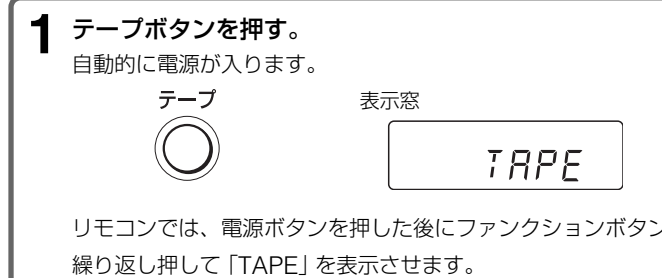 1 テープボタンを押す。
自動的に電源が入ります。
テープ 表示窓
TAPE
リモコンでは、電源ボタンを押した後にファンクションボタン
繰り返し押して「TAPE」を表示させます。